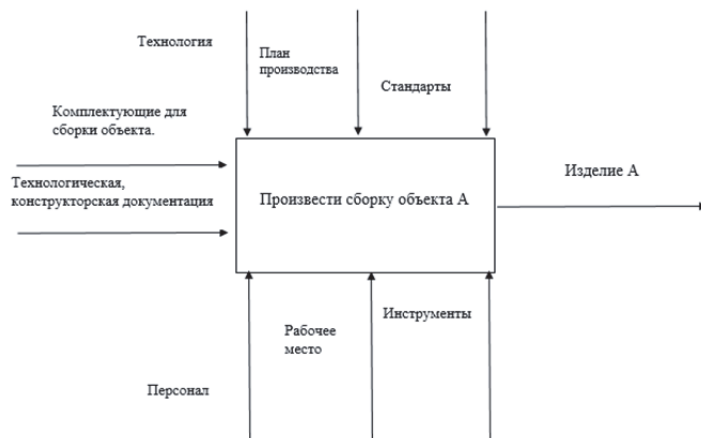 Технология
План
производства
Стандарты
Комплектующие для
сборки объекта.
Технологическая,
конструкторская документация
Произвести сборку объекта А
Изделие А
Инструменты
Рабочее
место
Персонал